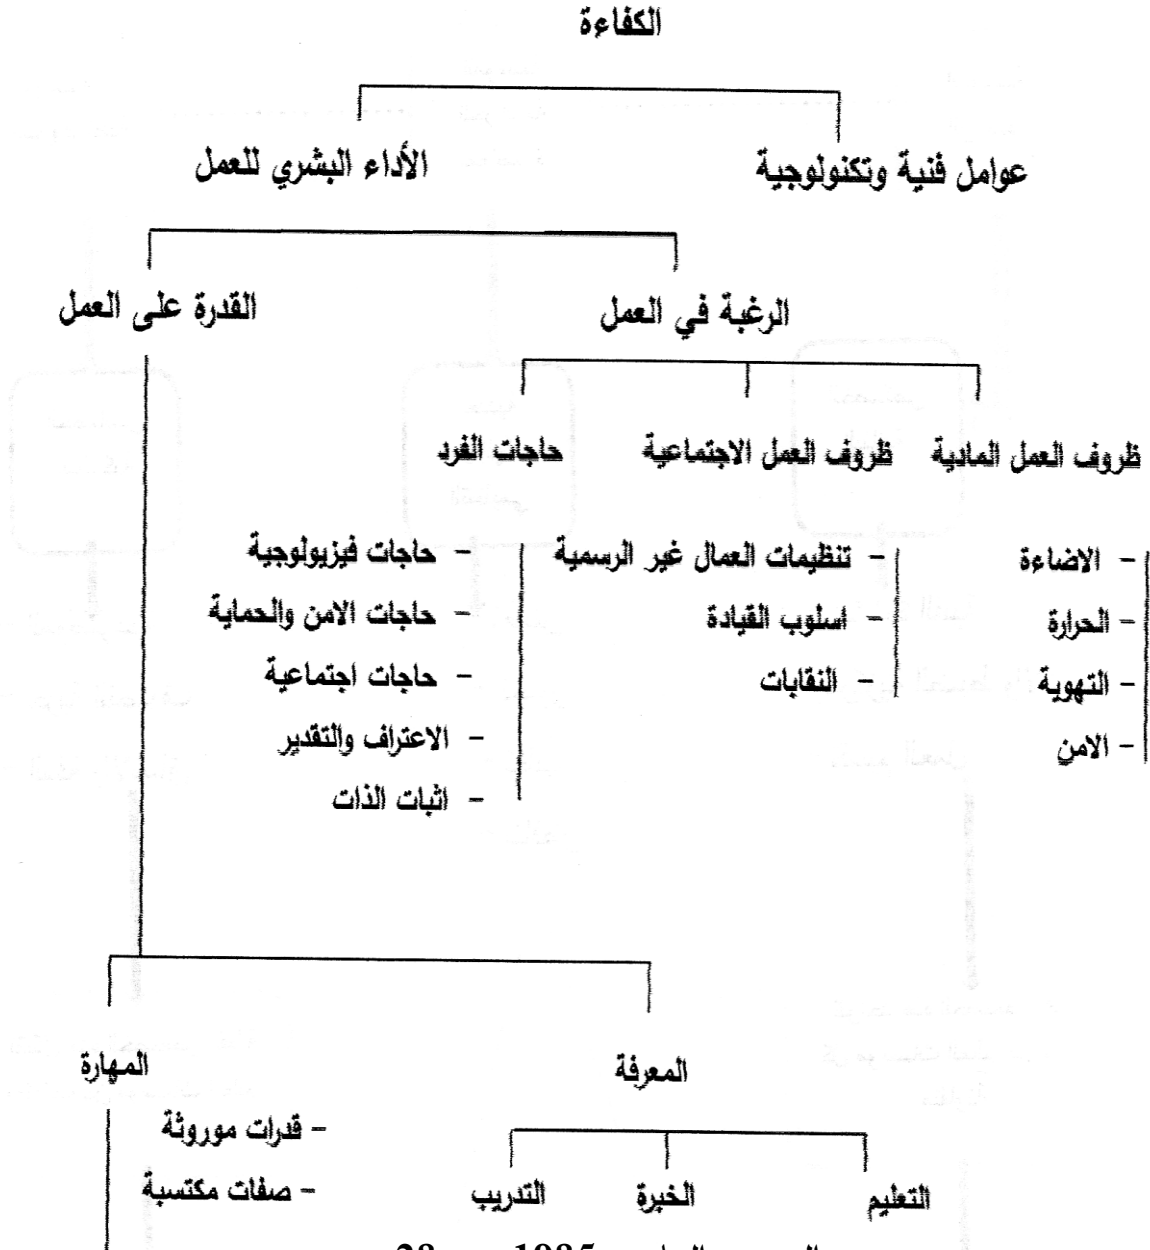 الكفاءة
عوامل فنية وتكنولوجية
الأداء البشري للعمل
الرغبة في العمل
القدرة على العمل
ظروف العمل المادية
ظروف العمل الاجتماعية
حاجات الفرد
- الاضاءة
- الحرارة
- التهوية
- الامن
- تنظيمات العمال غير الرسمية
- اسلوب القيادة
- النقابات
- حاجات فيزيولوجية
- حاجات الامن والحماية
- حاجات اجتماعية
- الاعتراف والتقدير
- اثبات الذات
المعرفة
المهارة
التعليم
الخبرة
التدريب
- قدرات موروثة
- صفات مكتسبة